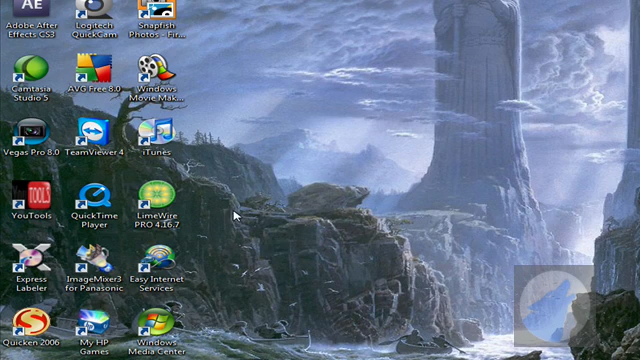 AE
Adobe After
Effects CS3
Logitech
QuickCam
Snapfish
Photos - Fir...
Camtasia
Studio 5
AVG Free 8.0
Windows
Movie Mak...
Vegas Pro 8.0
TeamViewer 4
iTunes
You TOOLS
YouTools
QuickTime
Player
LimeWire
PRO 4.16.7
Express
Labeler
ImageMixer3
for Panasonic
Easy Internet
Services
Quicken 2006
My HP
Games
Windows
Media Center